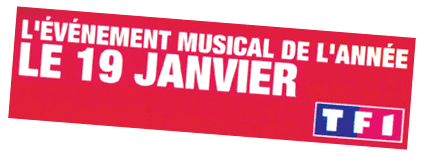 L'ÉVÉNEMENT MUSICAL DE L'ANNÉE
LE 19 JANVIER
TF1